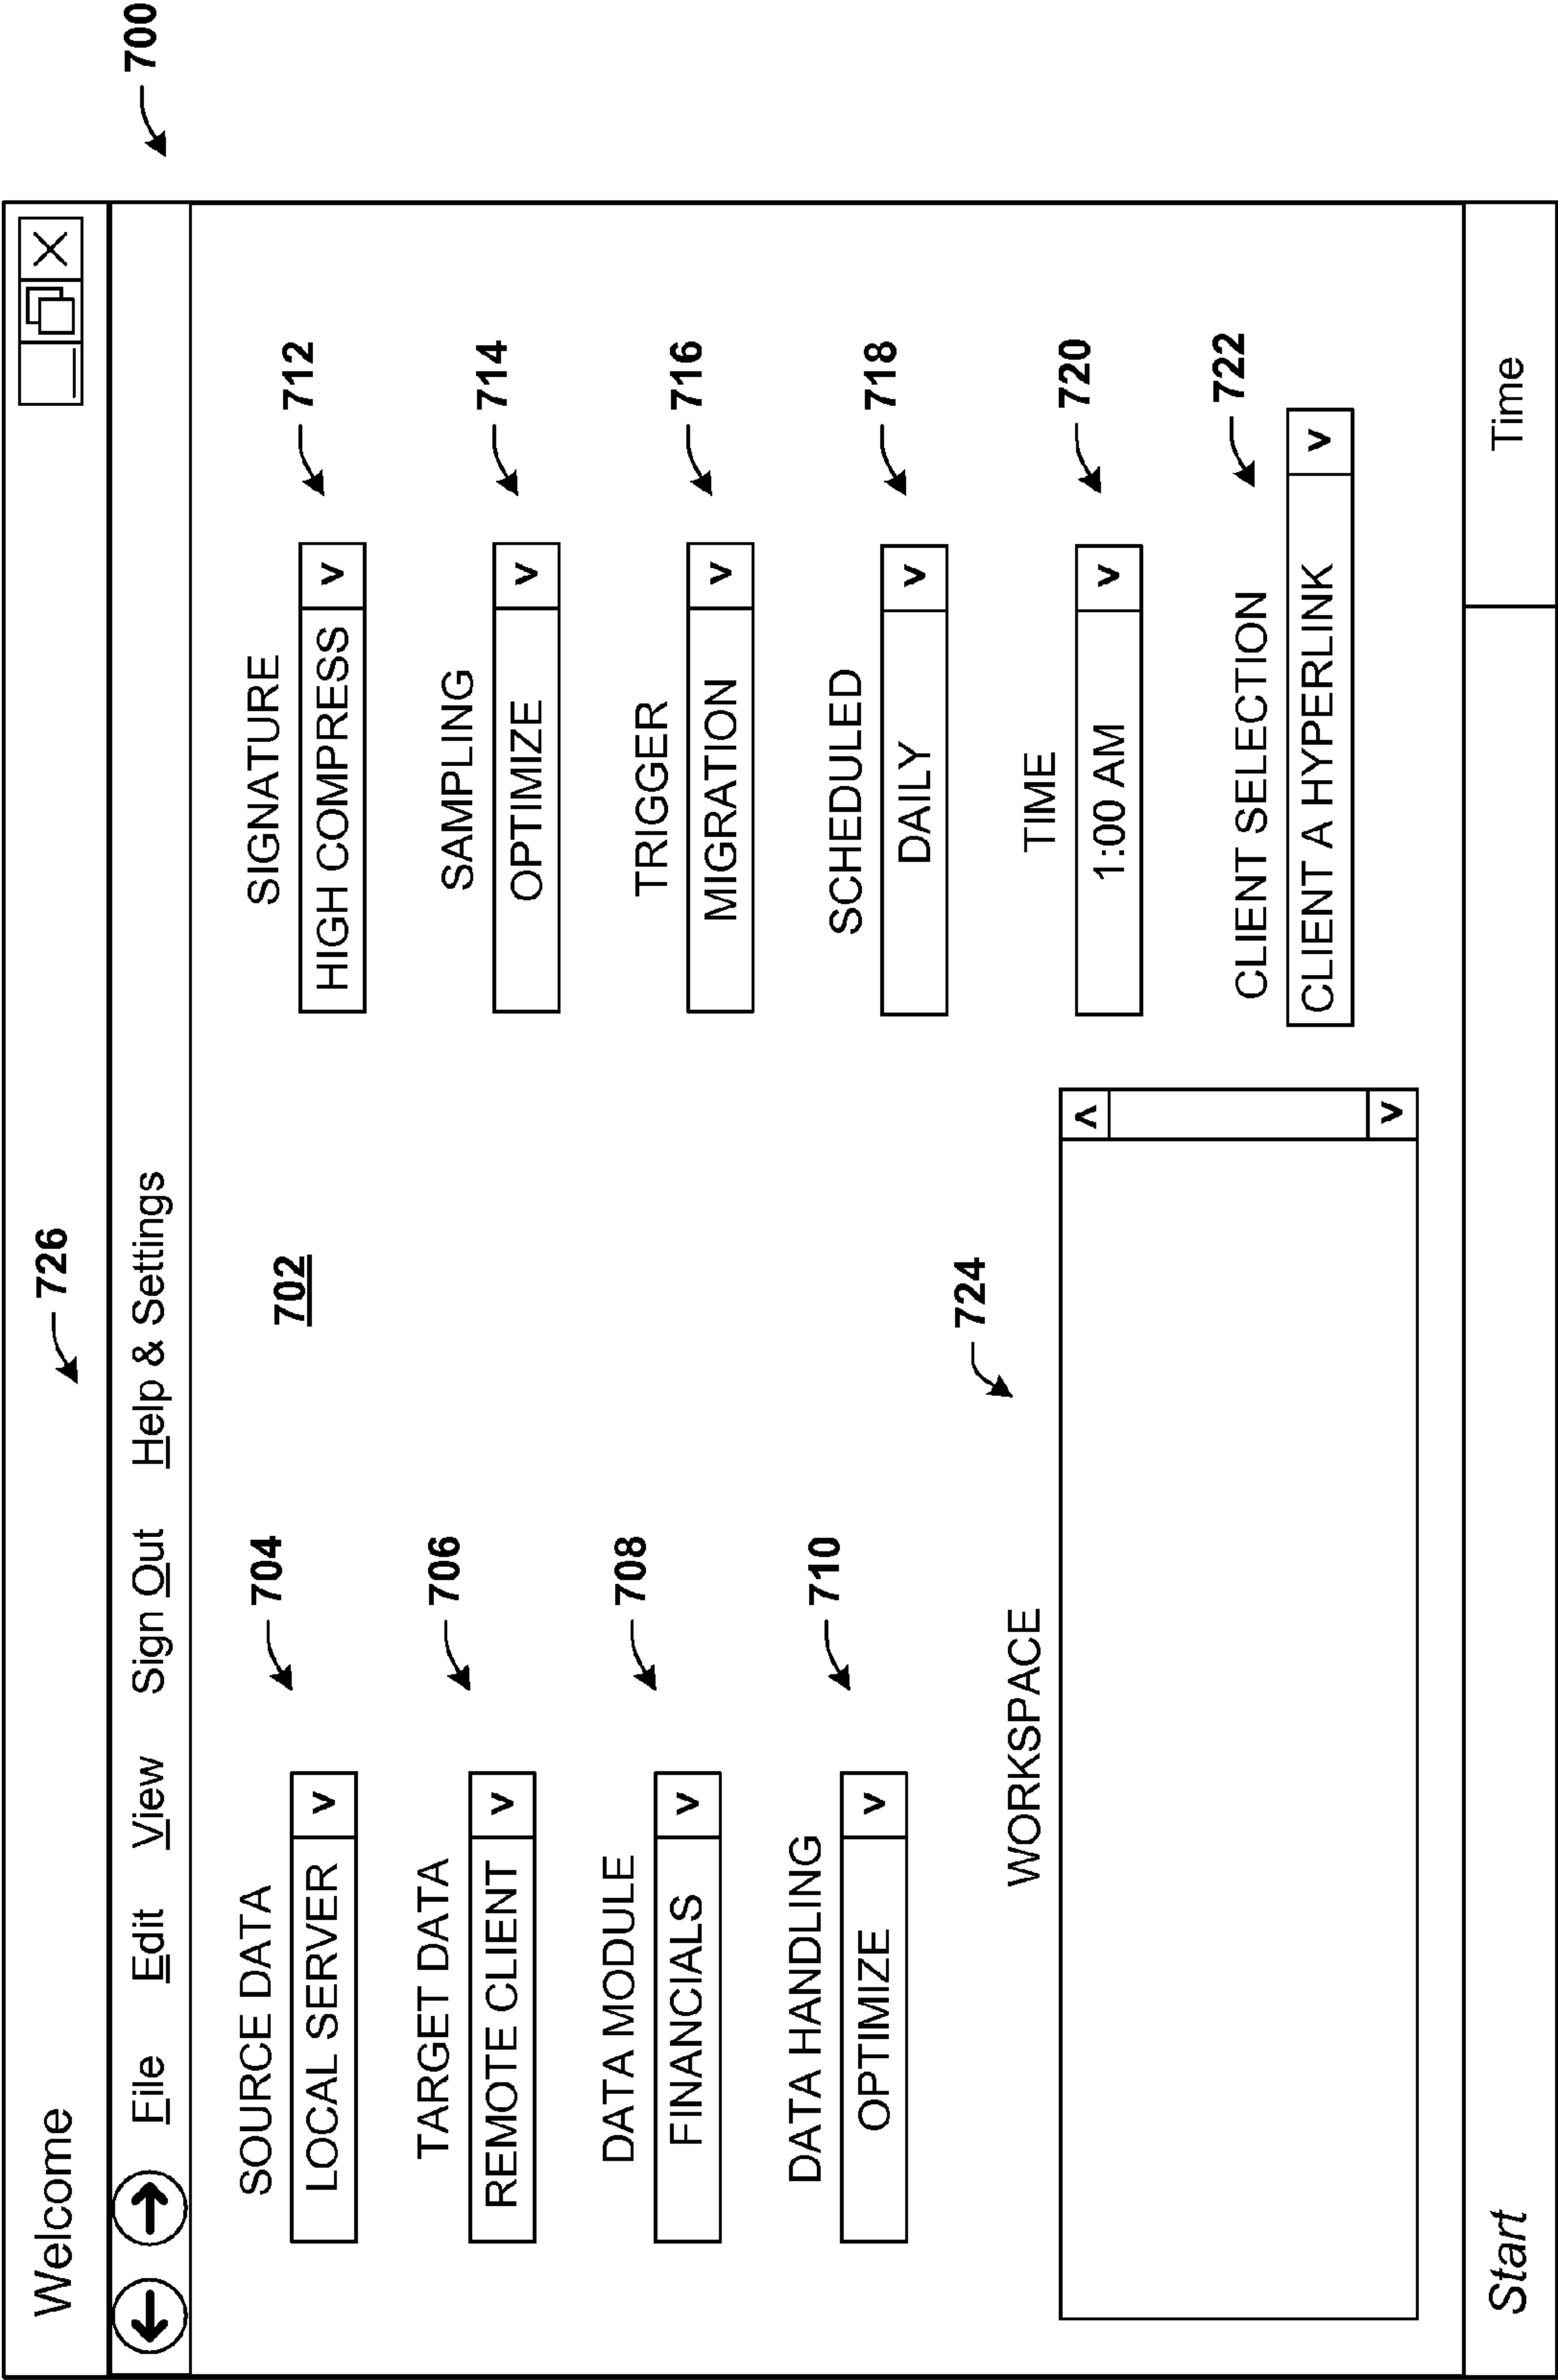 700
726
Welcome
File Edit View Sign Out Help & Settings
702
SOURCE DATA
704
LOCAL SERVER
TARGET DATA
706
REMOTE CLIENT
DATA MODULE
708
FINANCIALS
DATA HANDLING
710
OPTIMIZE
SIGNATURE
712
HIGH COMPRESS
SAMPLING
714
OPTIMIZE
TRIGGER
716
MIGRATION
SCHEDULED
718
DAILY
TIME
720
1:00 AM
CLIENT SELECTION
722
CLIENT A HYPERLINK
724
WORKSPACE
Start
Time